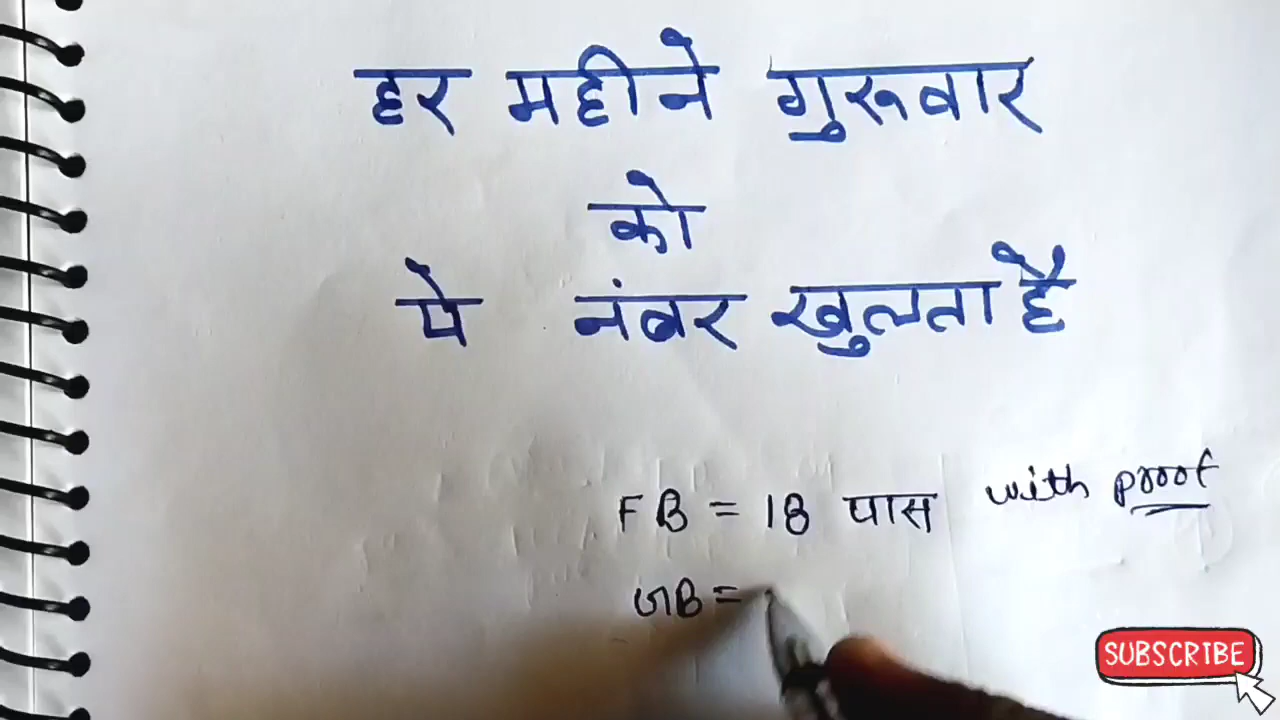 हर महीने गुरूवार
को
पे नंबर खुलता है
FB = 18 पास with proof
GB =
SUBSCRIBE